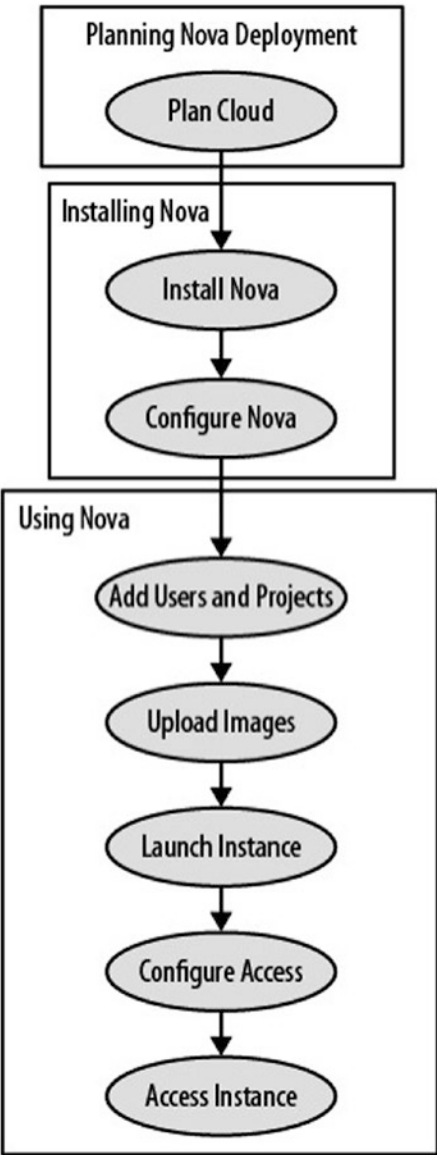 Planning Nova Deployment
Plan Cloud
Installing Nova
Install Nova
Configure Nova
Using Nova
Add Users and Projects
Upload Images
Launch Instance
Configure Access
Access Instance